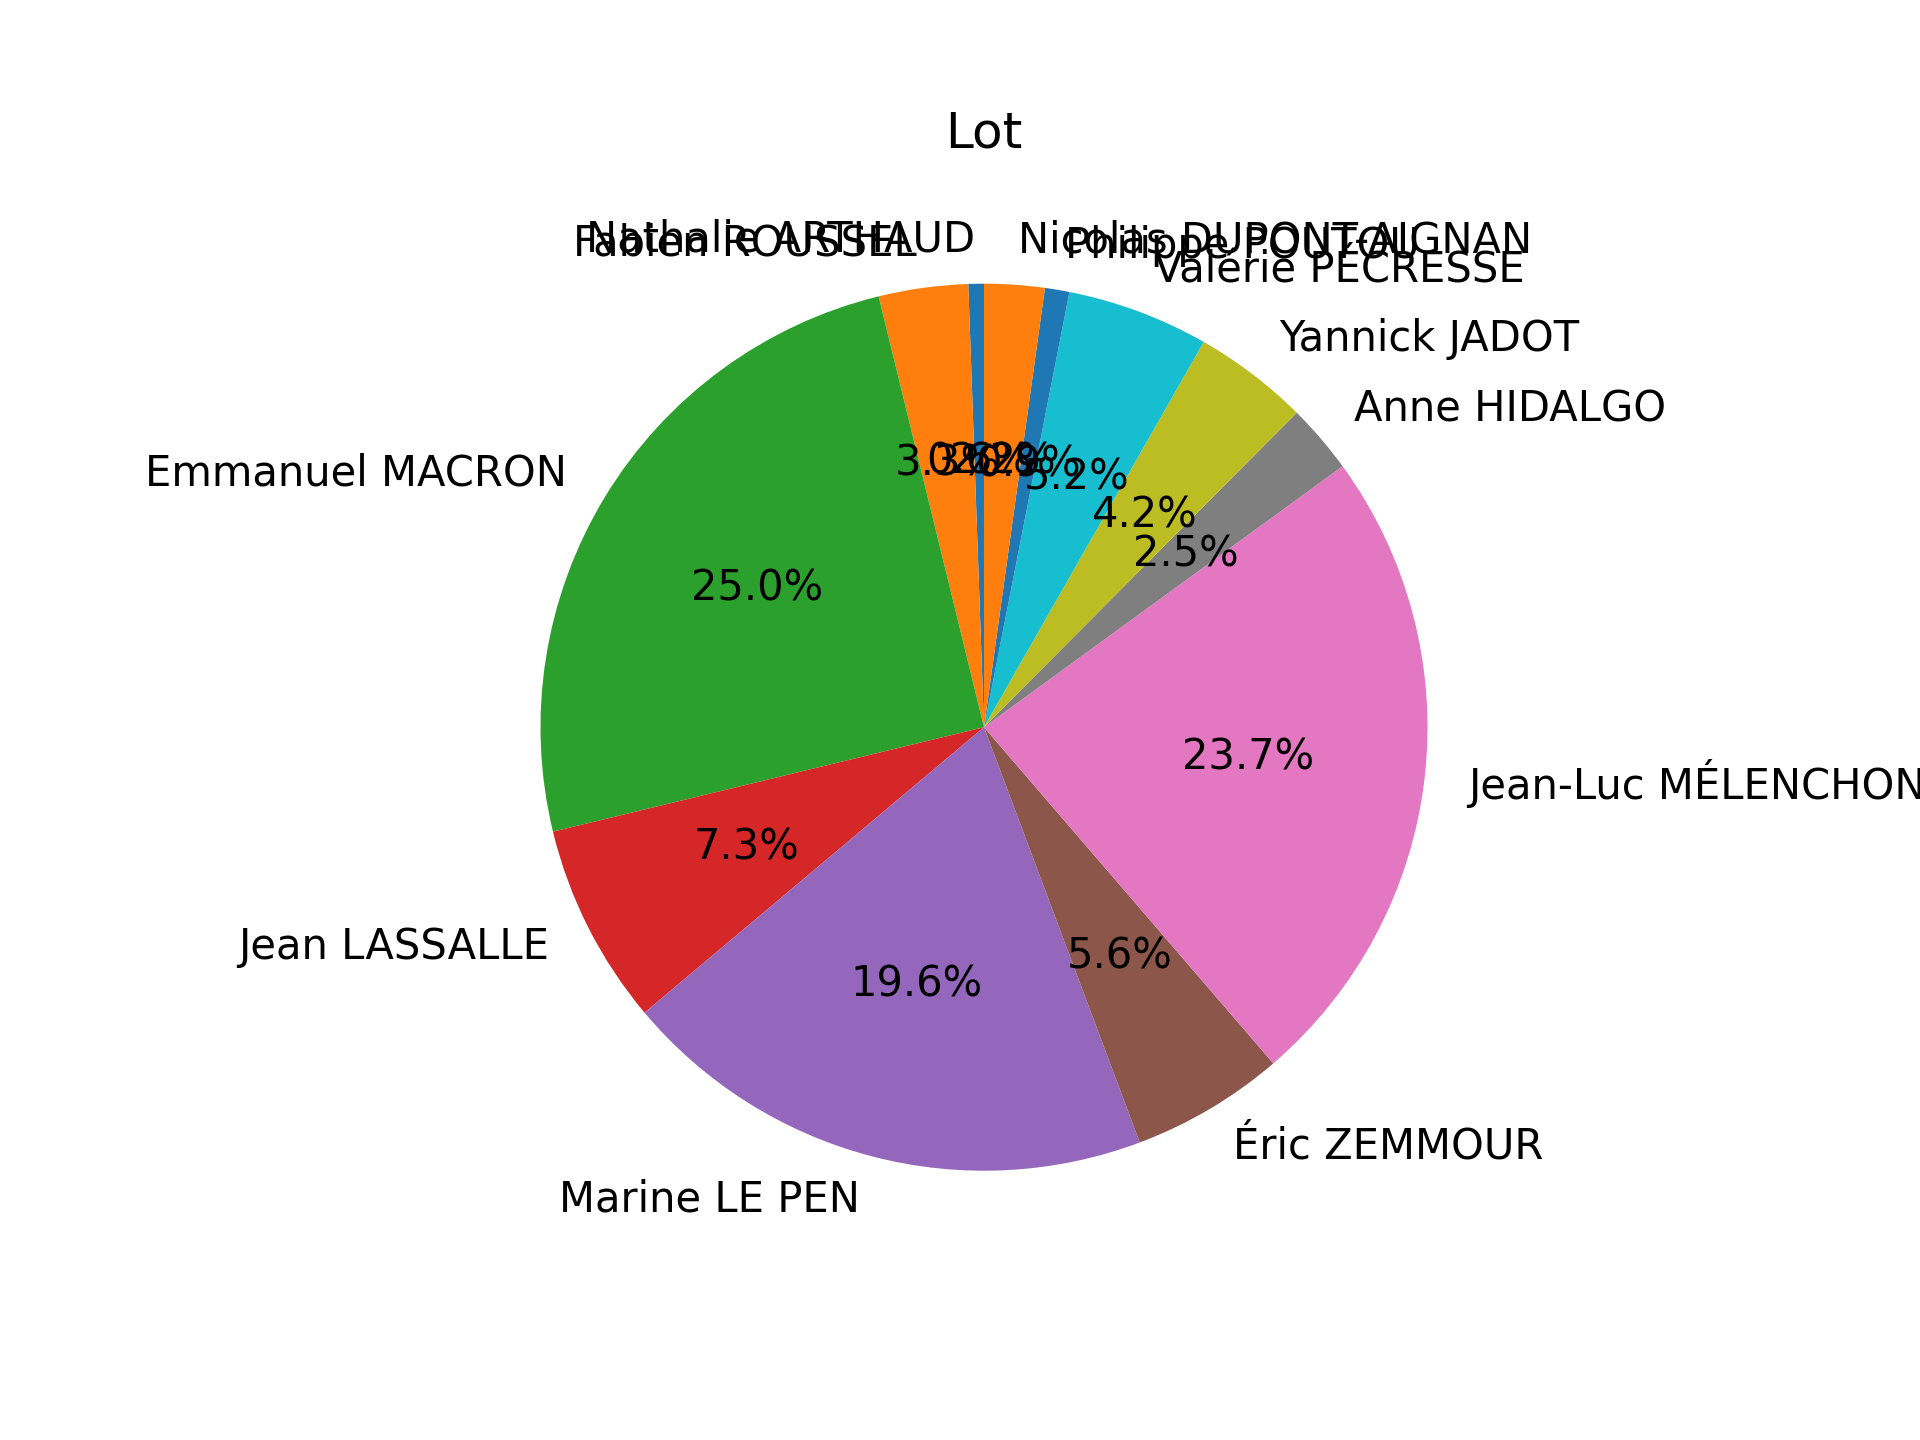 Lot
Nathalie ARTHAUD
Fabien ROUSSEL
Nicolas DUPONT-AIGNAN
Philippe POUTOU
Valérie PÉCRESSE
Yannick JADOT
Anne HIDALGO
Emmanuel MACRON
Jean-Luc MÉLENCHON
Jean LASSALLE
Éric ZEMMOUR
Marine LE PEN
5.2%
4.2%
2.5%
25.0%
23.7%
7.3%
5.6%
19.6%